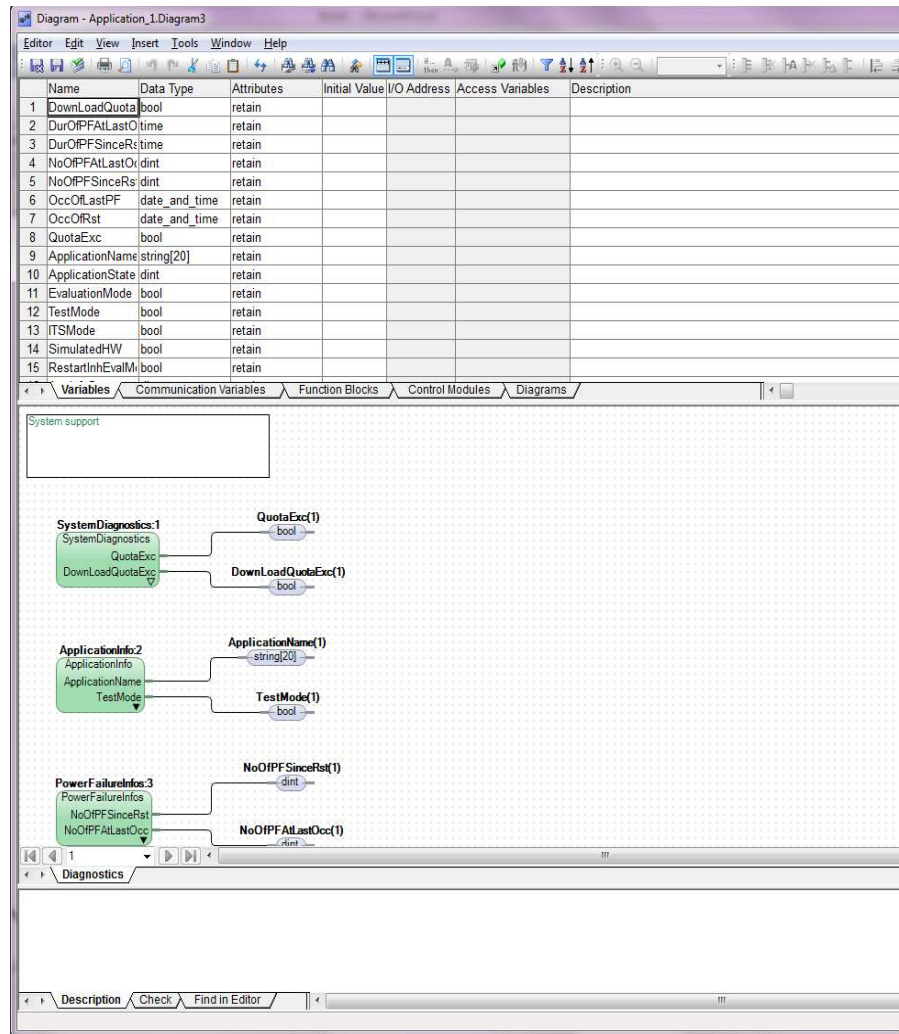 Diagram - Application_1.Diagram3
Editor Edit View Insert Tools Window Help
Name Data Type Attributes Initial Value I/O Address Access Variables Description
1 DownLoadQuota bool retain
2 DurOfPFAtLastO time retain
3 DurOfPFSinceRs time retain
4 NoOfPFAtLastOc dint retain
5 NoOfPFSinceRs dint retain
6 OccOfLastPF date_and_time retain
7 OccOfRst date_and_time retain
8 QuotaExc bool retain
9 ApplicationName string[20] retain
10 ApplicationState dint retain
11 EvaluationMode bool retain
12 TestMode bool retain
13 ITSMode bool retain
14 SimulatedHW bool retain
15 RestartInhEvalM bool retain
Variables Communication Variables Function Blocks Control Modules Diagrams
System support
QuotaExc(1)
bool
SystemDiagnostics:1
SystemDiagnostics
QuotaExc
DownLoadQuotaExc
DownLoadQuotaExc(1)
bool
ApplicationName(1)
string[20]
ApplicationInfo:2
ApplicationInfo
ApplicationName
TestMode
TestMode(1)
bool
NoOfPFSinceRst(1)
dint
PowerFailureInfos:3
PowerFailureInfos
NoOfPFSinceRst
NoOfPFAtLastOcc
NoOfPFAtLastOcc(1)
dint
1
Diagnostics
Description Check Find in Editor